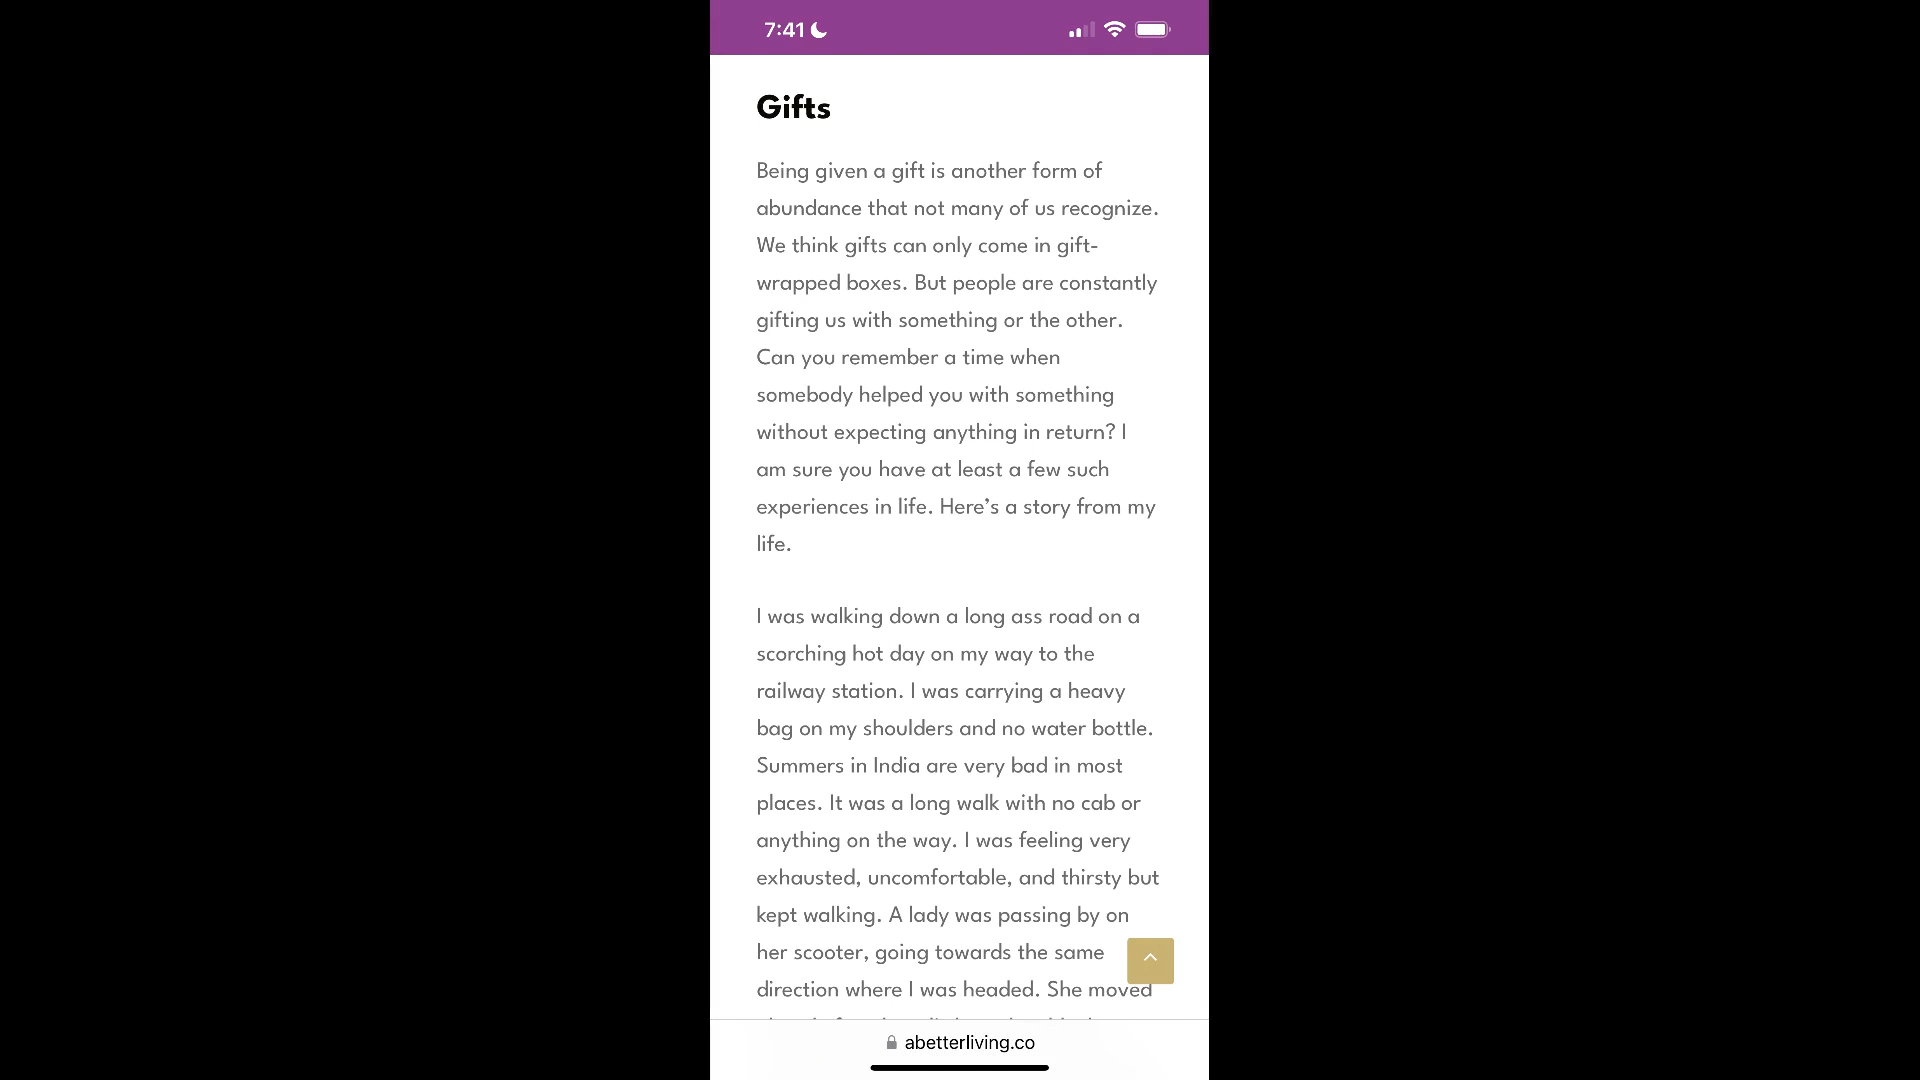 7:41
Gifts
Being given a gift is another form of
abundance that not many of us recognize.
We think gifts can only come in gift-
wrapped boxes. But people are constantly
gifting us with something or the other.
Can you remember a time when
somebody helped you with something
without expecting anything in return? I
am sure you have at least a few such
experiences in life. Here’s a story from my
life.
I was walking down a long ass road on a
scorching hot day on my way to the
railway station. I was carrying a heavy
bag on my shoulders and no water bottle.
Summers in India are very bad in most
places. It was a long walk with no cab or
anything on the way. I was feeling very
exhausted, uncomfortable, and thirsty but
kept walking. A lady was passing by on
her scooter, going towards the same
direction where I was headed. She moved
abetterliving.co